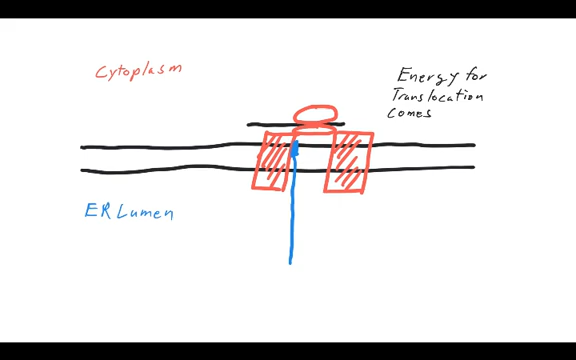 Cytoplasm
Energy for
Translocation
comes
ER Lumen